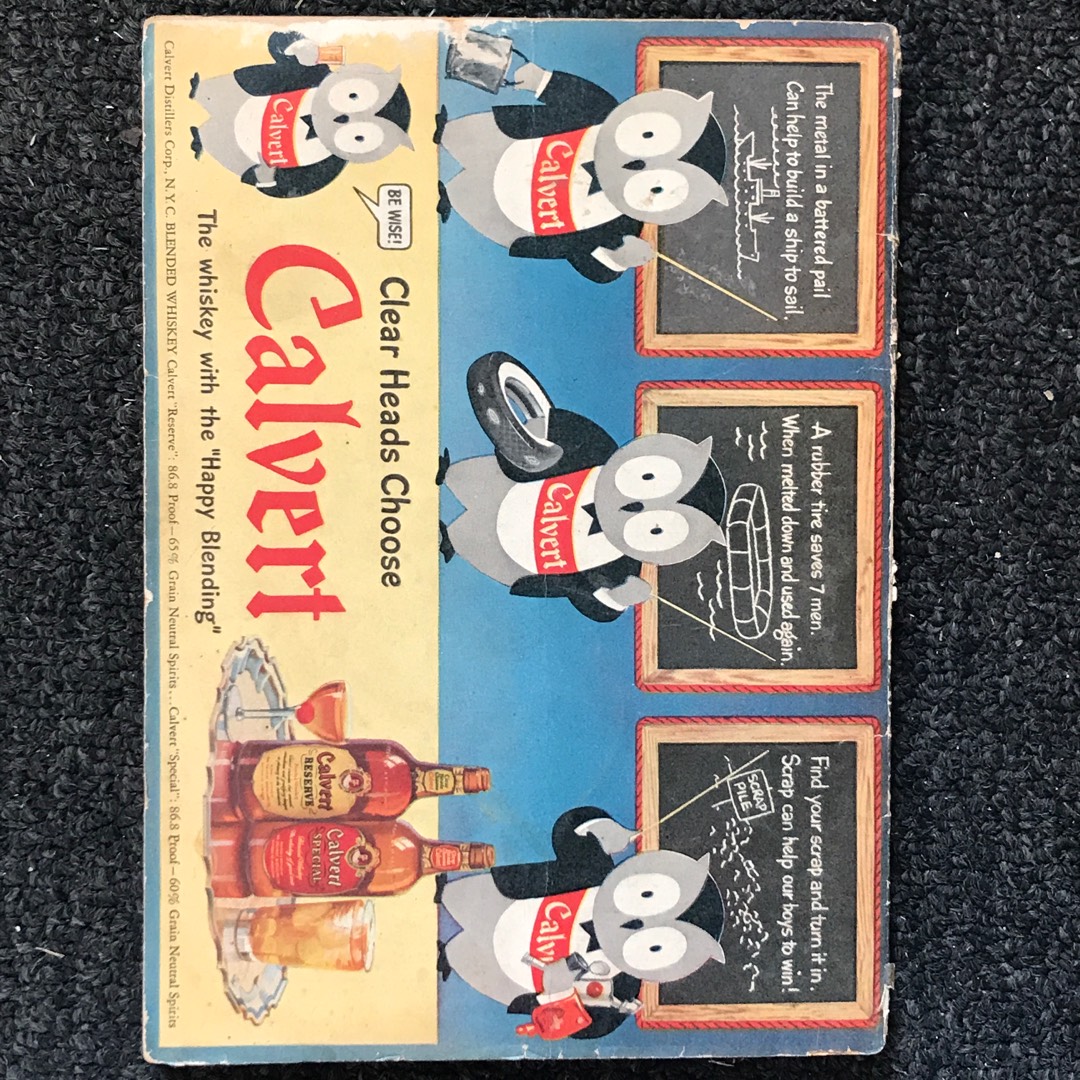 The metal in a battered pail
Can help to build a ship to sail.
Calvert
A rubber tire saves 7 men.
When melted down and used again.
Calvert
Find your scrap and turn it in.
Scrap can help our boys to win!
SCRAP
PILE
Calv
Calvert
BE WISE!
Clear Heads Choose
Calvert
The whiskey with the "Happy Blending"
Calvert
RESERVE
Calvert
SPECIAL
Calvert Distillers Corp., N.Y.C. BLENDED WHISKEY Calvert "Reserve": 86.8 Proof—65% Grain Neutral Spirits... Calvert "Special": 86.8 Proof—60% Grain Neutral Spirits